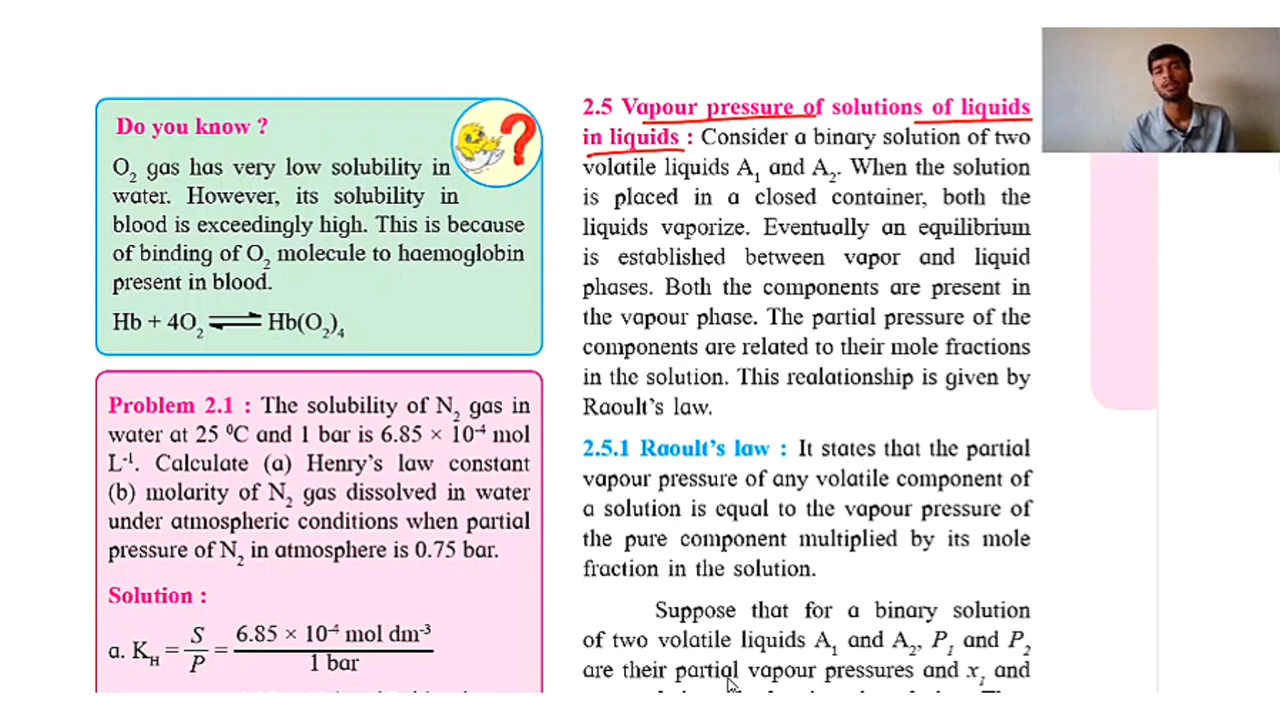 Do you know ?
O₂ gas has very low solubility in
water. However, its solubility in
blood is exceedingly high. This is because
of binding of O₂ molecule to haemoglobin
present in blood.
Hb + 4O₂ ⇌ Hb(O₂)₄
Problem 2.1 : The solubility of N₂ gas in
water at 25 ⁰C and 1 bar is 6.85 × 10⁻⁴ mol
L⁻¹. Calculate (a) Henry's law constant
(b) molarity of N₂ gas dissolved in water
under atmospheric conditions when partial
pressure of N₂ in atmosphere is 0.75 bar.
Solution :
a. K_H = S/P = 6.85 × 10⁻⁴ mol dm⁻³ / 1 bar
2.5 Vapour pressure of solutions of liquids
in liquids : Consider a binary solution of two
volatile liquids A₁ and A₂. When the solution
is placed in a closed container, both the
liquids vaporize. Eventually an equilibrium
is established between vapor and liquid
phases. Both the components are present in
the vapour phase. The partial pressure of the
components are related to their mole fractions
in the solution. This realationship is given by
Raoult's law.
2.5.1 Raoult's law : It states that the partial
vapour pressure of any volatile component of
a solution is equal to the vapour pressure of
the pure component multiplied by its mole
fraction in the solution.
Suppose that for a binary solution
of two volatile liquids A₁ and A₂, P₁ and P₂
are their partial vapour pressures and x₁ and